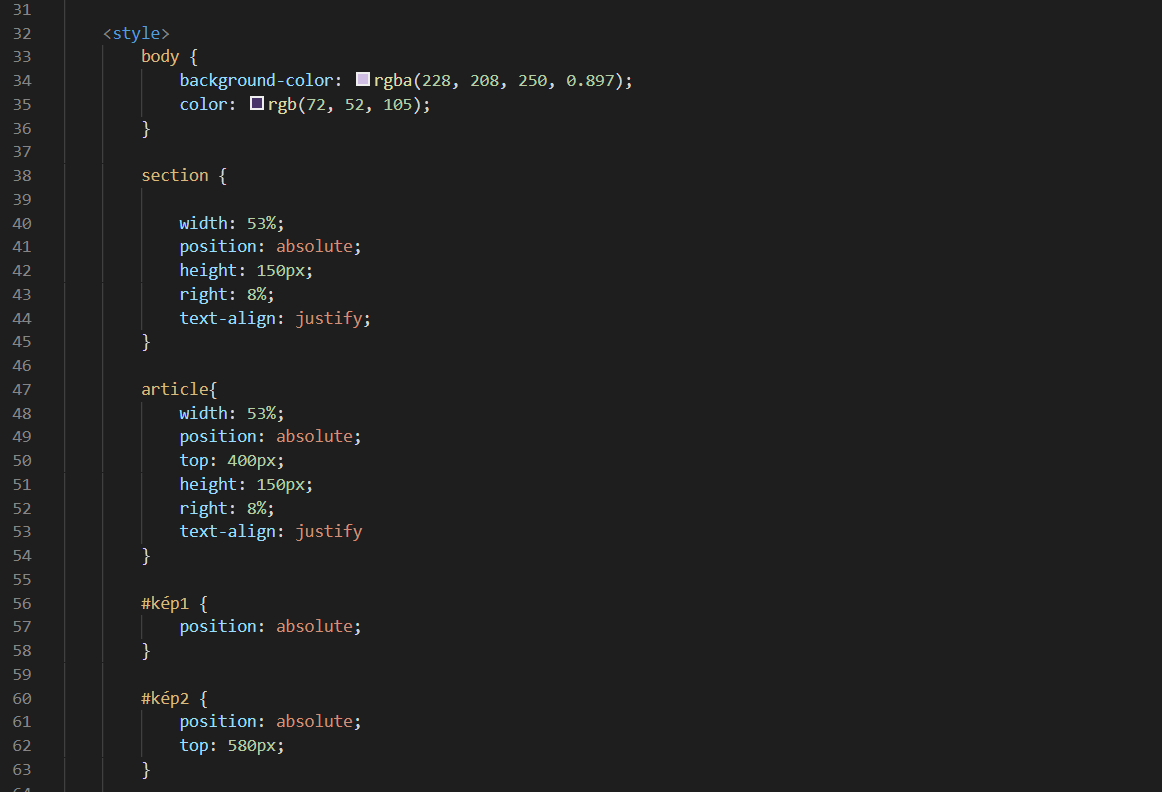 31
32 <style>
33 body {
34 background-color: rgba(228, 208, 250, 0.897);
35 color: rgb(72, 52, 105);
36 }
37
38 section {
39
40 width: 53%;
41 position: absolute;
42 height: 150px;
43 right: 8%;
44 text-align: justify;
45 }
46
47 article{
48 width: 53%;
49 position: absolute;
50 top: 400px;
51 height: 150px;
52 right: 8%;
53 text-align: justify
54 }
55
56 #kép1 {
57 position: absolute;
58 }
59
60 #kép2 {
61 position: absolute;
62 top: 580px;
63 }